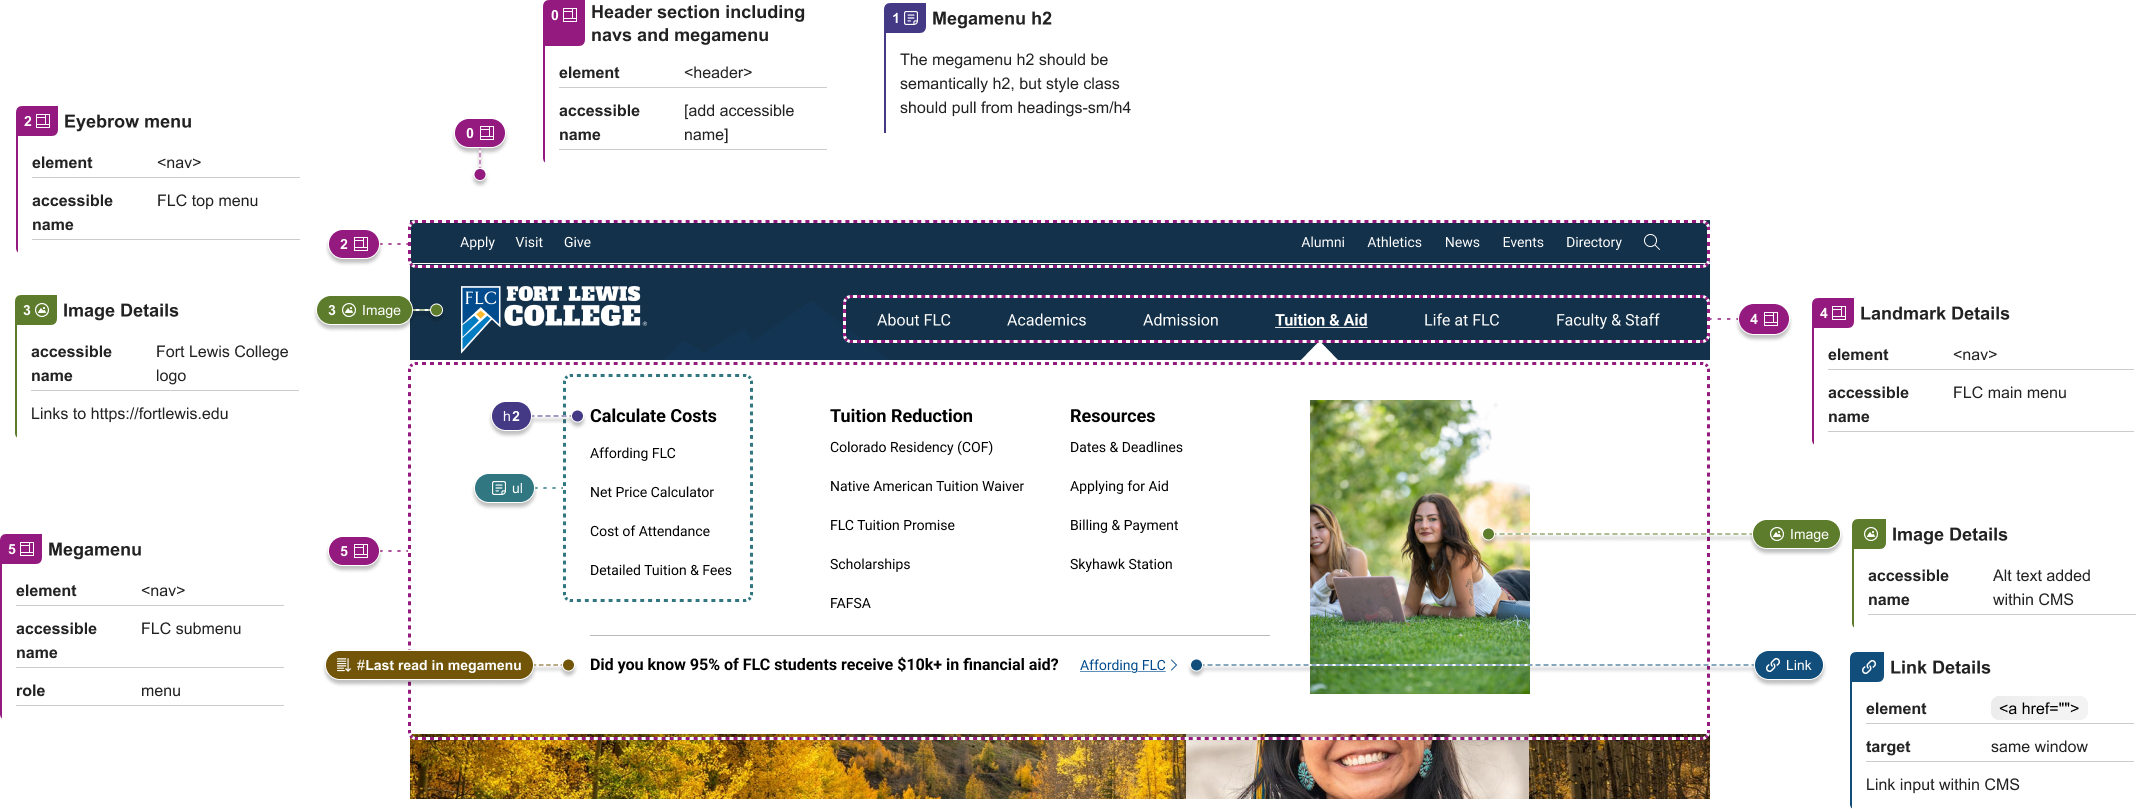 0
Header section including
navs and megamenu
element <header>
accessible name [add accessible name]
1
Megamenu h2
The megamenu h2 should be
semantically h2, but style class
should pull from headings-sm/h4
2
Eyebrow menu
element <nav>
accessible name FLC top menu
0
2
Apply Visit Give Alumni Athletics News Events Directory
3
Image Details
accessible name Fort Lewis College logo
Links to https://fortlewis.edu
3 Image
FLC FORT LEWIS
COLLEGE
About FLC Academics Admission Tuition & Aid Life at FLC Faculty & Staff
4
4
Landmark Details
element <nav>
accessible name FLC main menu
h2
Calculate Costs
Affording FLC
Net Price Calculator
Cost of Attendance
Detailed Tuition & Fees
ul
Tuition Reduction
Colorado Residency (COF)
Native American Tuition Waiver
FLC Tuition Promise
Scholarships
FAFSA
Resources
Dates & Deadlines
Applying for Aid
Billing & Payment
Skyhawk Station
Image
Image Details
accessible name Alt text added within CMS
5
Megamenu
element <nav>
accessible name FLC submenu
role menu
5
#Last read in megamenu
Did you know 95% of FLC students receive $10k+ in financial aid? Affording FLC
Link
Link Details
element <a href="">
target same window
Link input within CMS